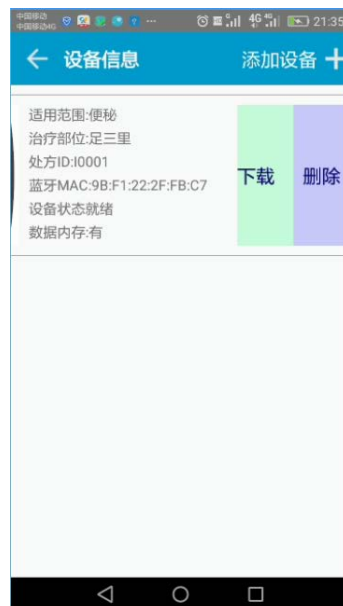 中国移动
中国移动4G
4G
21:35
设备信息
添加设备
适用范围:便秘
治疗部位:足三里
处方ID:I0001
蓝牙MAC:9B:F1:22:2F:FB:C7
设备状态就绪
数据内存:有
下载
删除